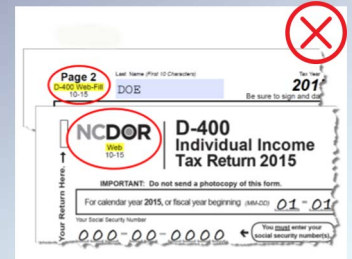 Page 2
D-400 Web-Fill
10-15
Last Name (First 10 Characters)
DOE
Tax Year
201
Be sure to sign and dat
NCDOR
Web
10-15
D-400
Individual Income
Tax Return 2015
IMPORTANT: Do not send a photocopy of this form.
For calendar year 2015, or fiscal year beginning (MM-DD) 01 - 01
Your Social Security Number
000 - 00 - 0000
You must enter your
social security number(s)
Your Return Here.